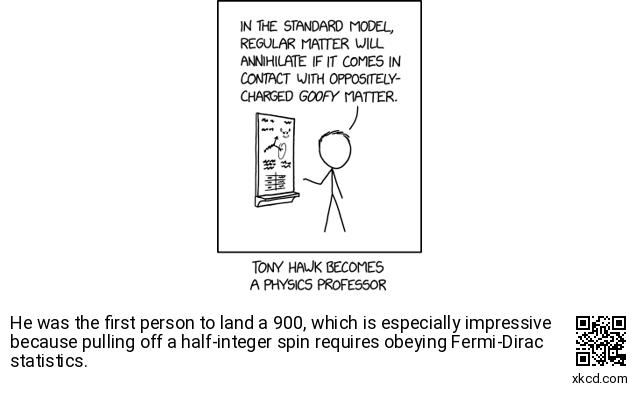 IN THE STANDARD MODEL,
REGULAR MATTER WILL
ANNIHILATE IF IT COMES IN
CONTACT WITH OPPOSITELY-
CHARGED GOOFY MATTER.
TONY HAWK BECOMES
A PHYSICS PROFESSOR
He was the first person to land a 900, which is especially impressive
because pulling off a half-integer spin requires obeying Fermi-Dirac
statistics.
xkcd.com